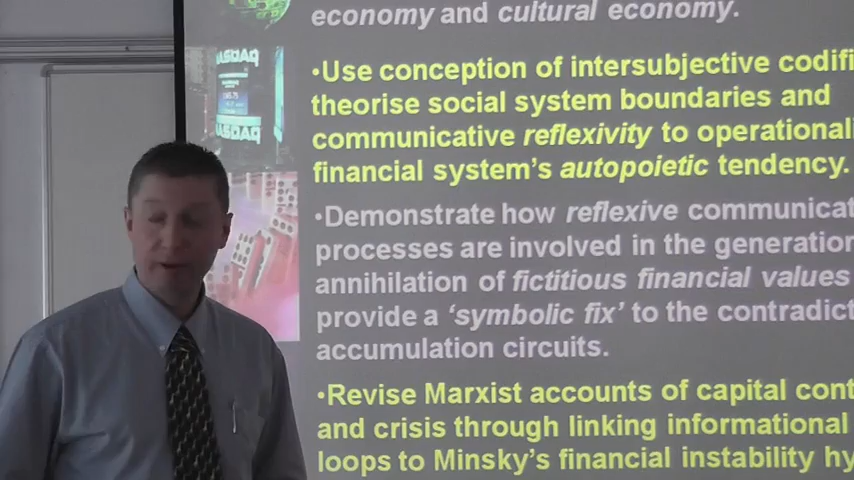 economy and cultural economy.
NASDAQ
NASDAQ
•Use conception of intersubjective codifi
theorise social system boundaries and
communicative reflexivity to operationali
financial system's autopoietic tendency.
•Demonstrate how reflexive communicat
processes are involved in the generation
annihilation of fictitious financial values
provide a 'symbolic fix' to the contradict
accumulation circuits.
•Revise Marxist accounts of capital cont
and crisis through linking informational
loops to Minsky's financial instability hy